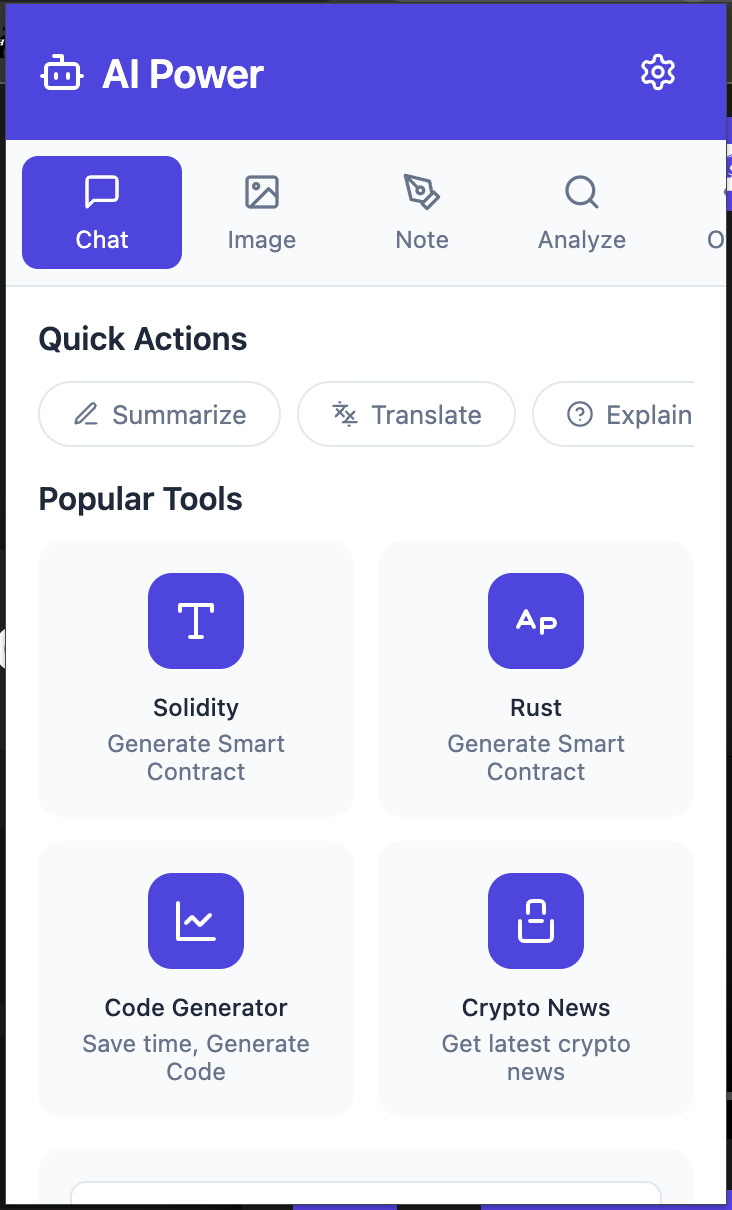 AI Power
Chat
Image
Note
Analyze
O
Quick Actions
Summarize
Translate
Explain
Popular Tools
Solidity
Generate Smart
Contract
Rust
Generate Smart
Contract
Code Generator
Save time, Generate
Code
Crypto News
Get latest crypto
news